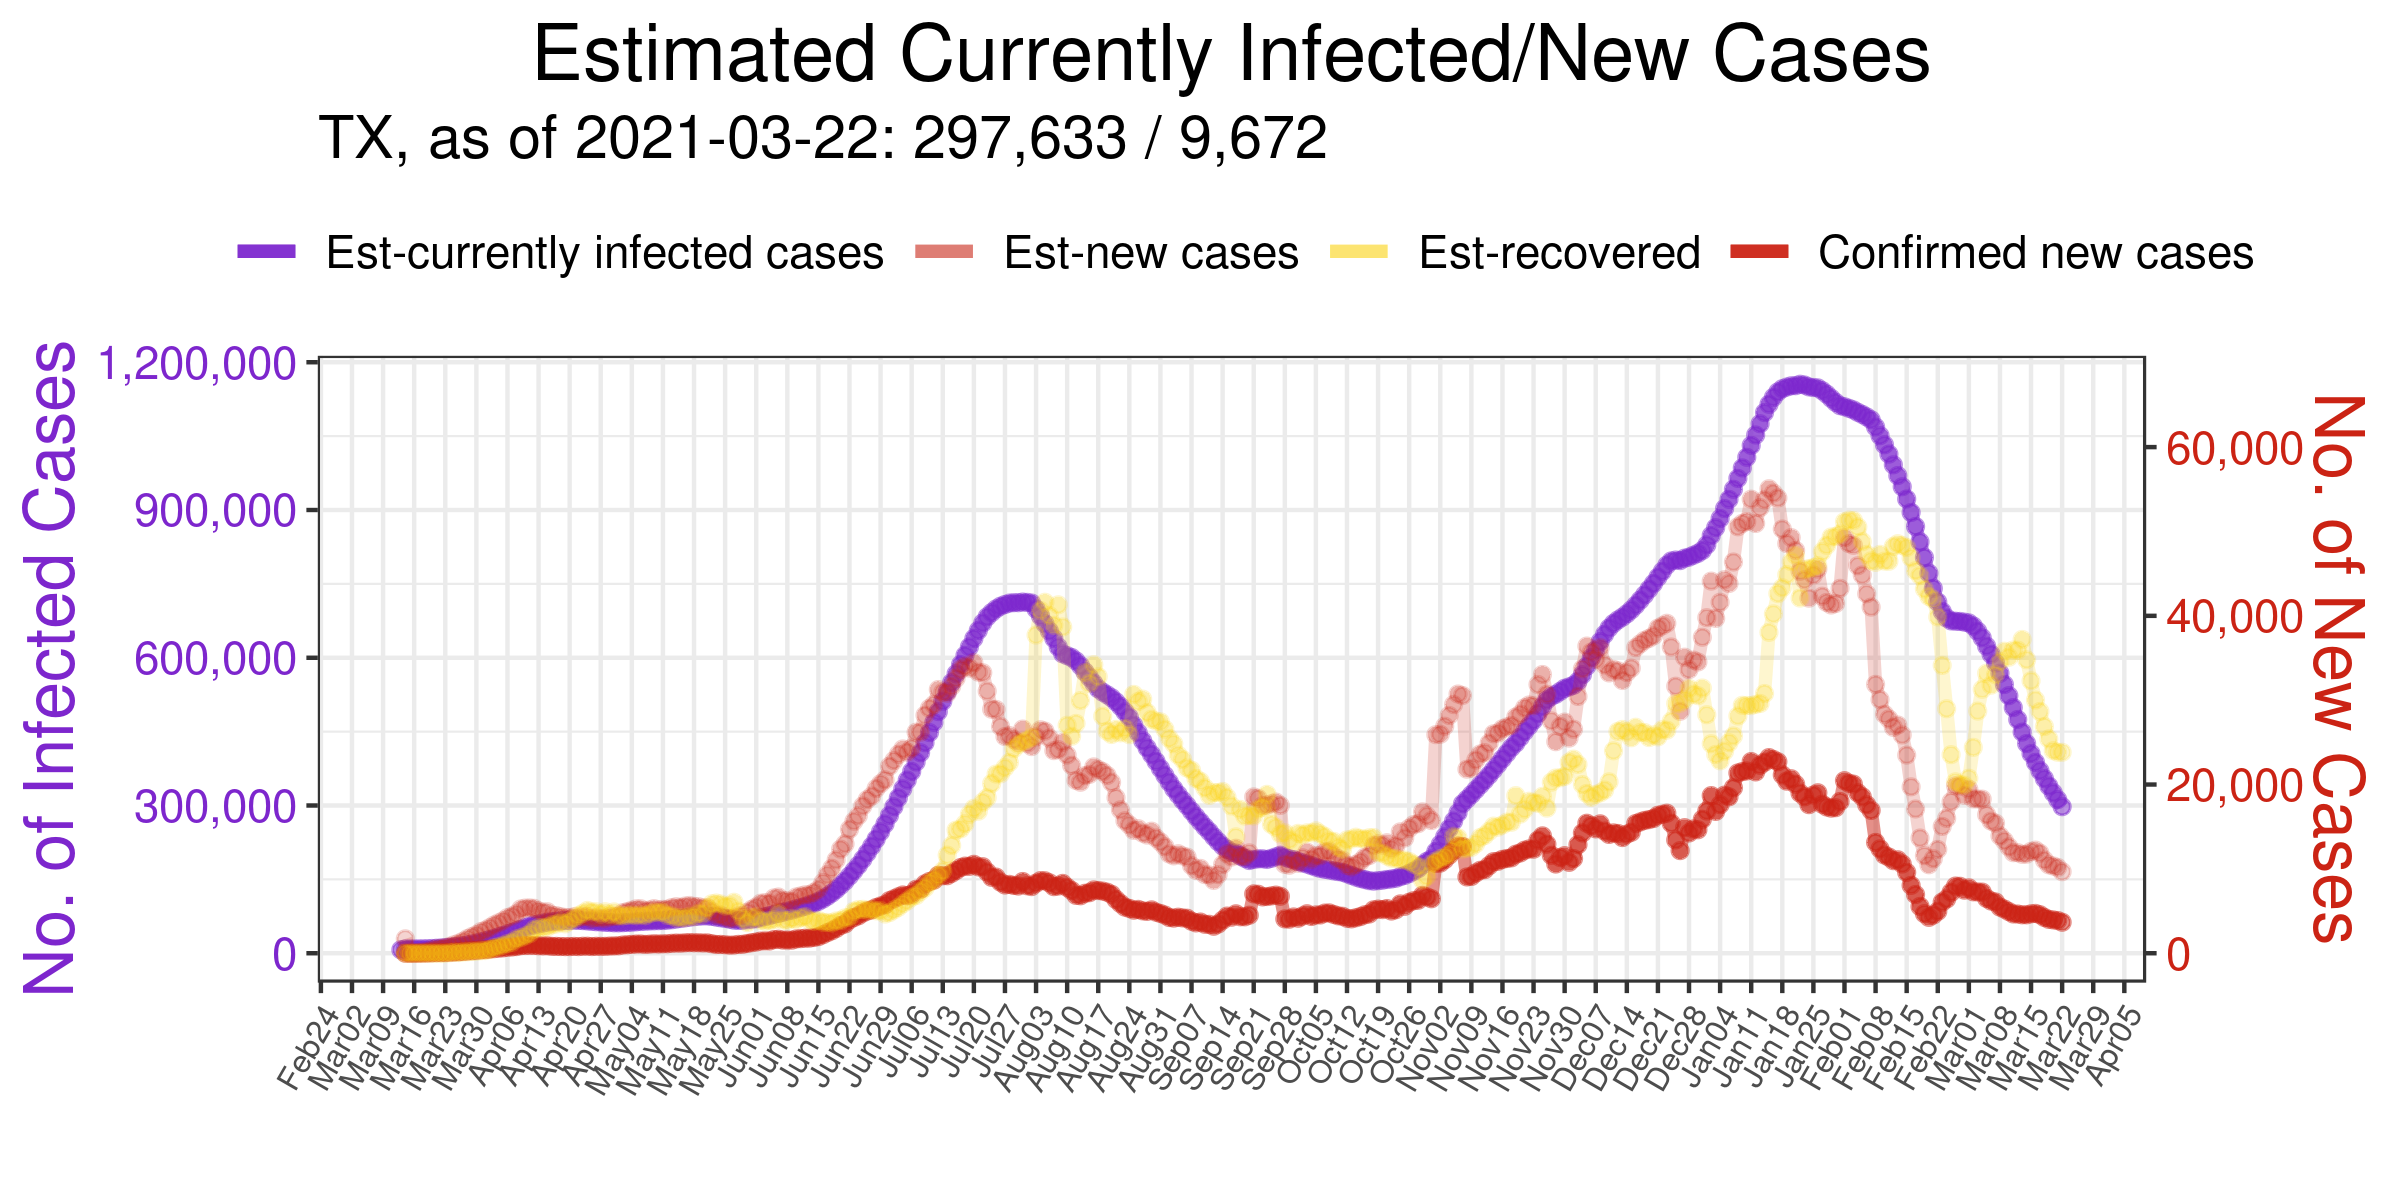 Estimated Currently Infected/New Cases
TX, as of 2021-03-22: 297,633 / 9,672
Est-currently infected cases Est-new cases Est-recovered Confirmed new cases
No. of Infected Cases
1,200,000
900,000
600,000
300,000
0
60,000
40,000
20,000
0
No. of New Cases
Feb24 Mar02 Mar09 Mar16 Mar23 Mar30 Apr06 Apr13 Apr20 Apr27 May04 May11 May18 May25 Jun01 Jun08 Jun15 Jun22 Jun29 Jul06 Jul13 Jul20 Jul27 Aug03 Aug10 Aug17 Aug24 Aug31 Sep07 Sep14 Sep21 Sep28 Oct05 Oct12 Oct19 Oct26 Nov02 Nov09 Nov16 Nov23 Nov30 Dec07 Dec14 Dec21 Dec28 Jan04 Jan11 Jan18 Jan25 Feb01 Feb08 Feb15 Feb22 Mar01 Mar08 Mar15 Mar22 Mar29 Apr05